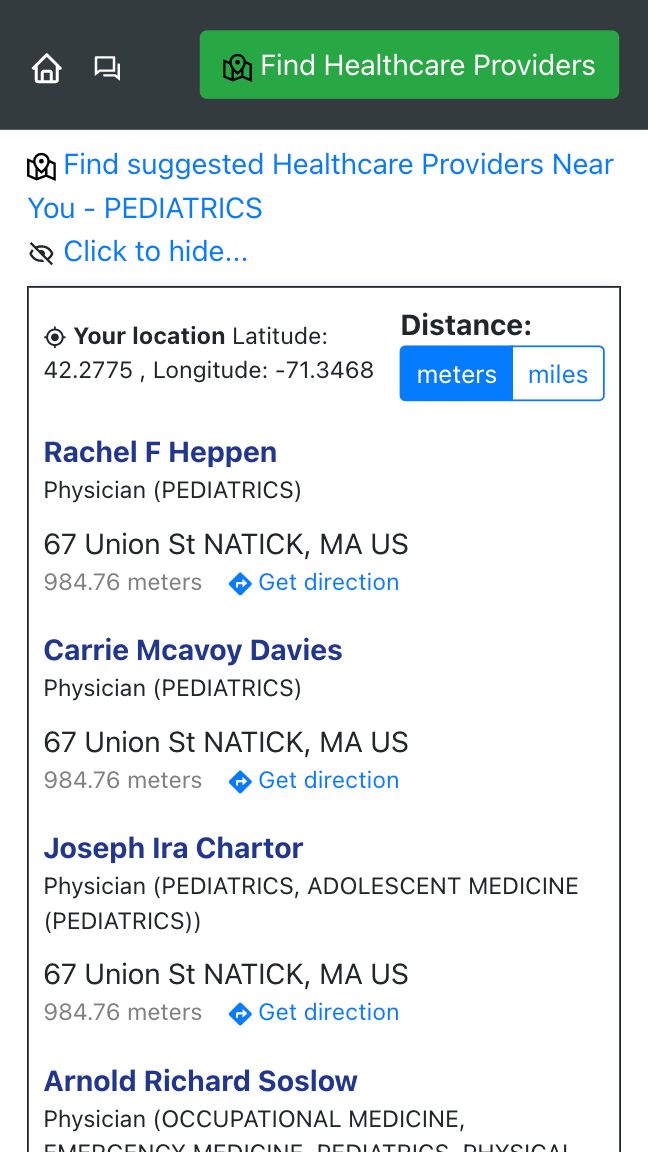 Find Healthcare Providers
Find suggested Healthcare Providers Near
You - PEDIATRICS
Click to hide...
Your location Latitude:
42.2775 , Longitude: -71.3468
Distance:
meters miles
Rachel F Heppen
Physician (PEDIATRICS)
67 Union St NATICK, MA US
984.76 meters Get direction
Carrie Mcavoy Davies
Physician (PEDIATRICS)
67 Union St NATICK, MA US
984.76 meters Get direction
Joseph Ira Chartor
Physician (PEDIATRICS, ADOLESCENT MEDICINE
(PEDIATRICS))
67 Union St NATICK, MA US
984.76 meters Get direction
Arnold Richard Soslow
Physician (OCCUPATIONAL MEDICINE,
EMERGENCY MEDICINE, PEDIATRICS, PHYSICAL